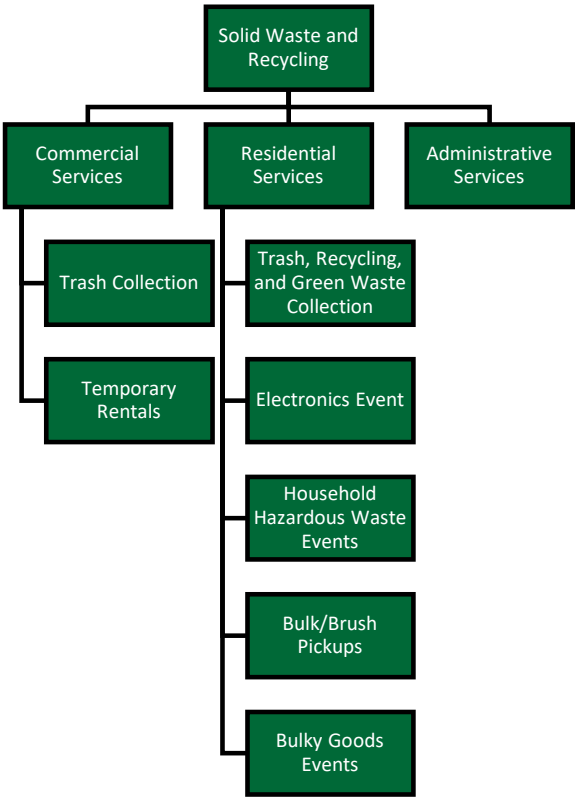 Solid Waste and
Recycling
Commercial
Services
Residential
Services
Administrative
Services
Trash Collection
Temporary
Rentals
Trash, Recycling,
and Green Waste
Collection
Electronics Event
Household
Hazardous Waste
Events
Bulk/Brush
Pickups
Bulky Goods
Events